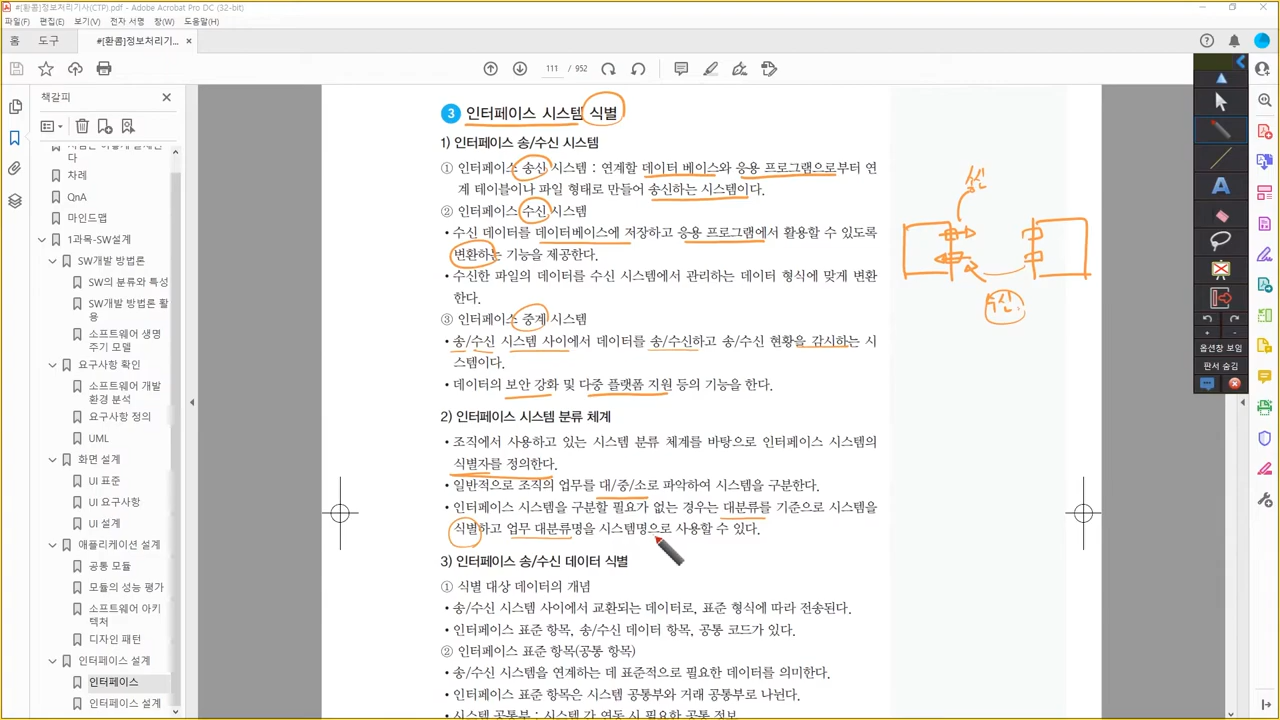 #[환콤]정보처리기사(CTP).pdf - Adobe Acrobat Pro DC (32-bit)
파일(F) 편집(E) 보기(V) 전자 서명 창(W) 도움말(H)
홈 도구 #[환콤]정보처리기... ×
111 / 952
책갈피
다
차례
QnA
마인드맵
1과목-SW설계
SW개발 방법론
SW의 분류와 특성
SW개발 방법론 활
용
소프트웨어 생명
주기 모델
요구사항 확인
소프트웨어 개발
환경 분석
요구사항 정의
UML
화면 설계
UI 표준
UI 요구사항
UI 설계
애플리케이션 설계
공통 모듈
모듈의 성능 평가
소프트웨어 아키
텍처
디자인 패턴
인터페이스 설계
인터페이스
인터페이스 설계
3 인터페이스 시스템 식별
1) 인터페이스 송/수신 시스템
① 인터페이스 송신 시스템 : 연계할 데이터 베이스와 응용 프로그램으로부터 연
계 테이블이나 파일 형태로 만들어 송신하는 시스템이다.
② 인터페이스 수신 시스템
• 수신 데이터를 데이터베이스에 저장하고 응용 프로그램에서 활용할 수 있도록
변환하는 기능을 제공한다.
• 수신한 파일의 데이터를 수신 시스템에서 관리하는 데이터 형식에 맞게 변환
한다.
③ 인터페이스 중계 시스템
• 송/수신 시스템 사이에서 데이터를 송/수신하고 송/수신 현황을 감시하는 시
스템이다.
• 데이터의 보안 강화 및 다중 플랫폼 지원 등의 기능을 한다.
2) 인터페이스 시스템 분류 체계
• 조직에서 사용하고 있는 시스템 분류 체계를 바탕으로 인터페이스 시스템의
식별자를 정의한다.
• 일반적으로 조직의 업무를 대/중/소로 파악하여 시스템을 구분한다.
• 인터페이스 시스템을 구분할 필요가 없는 경우는 대분류를 기준으로 시스템을
식별하고 업무 대분류명을 시스템명으로 사용할 수 있다.
3) 인터페이스 송/수신 데이터 식별
① 식별 대상 데이터의 개념
• 송/수신 시스템 사이에서 교환되는 데이터로, 표준 형식에 따라 전송된다.
• 인터페이스 표준 항목, 송/수신 데이터 항목, 공통 코드가 있다.
② 인터페이스 표준 항목(공통 항목)
• 송/수신 시스템을 연계하는 데 표준적으로 필요한 데이터를 의미한다.
• 인터페이스 표준 항목은 시스템 공통부와 거래 공통부로 나뉜다.
• 시스템 공통부 : 시스템 간 연동 시 필요한 공통 정보
수신.
옵션창 보임
판서 숨김